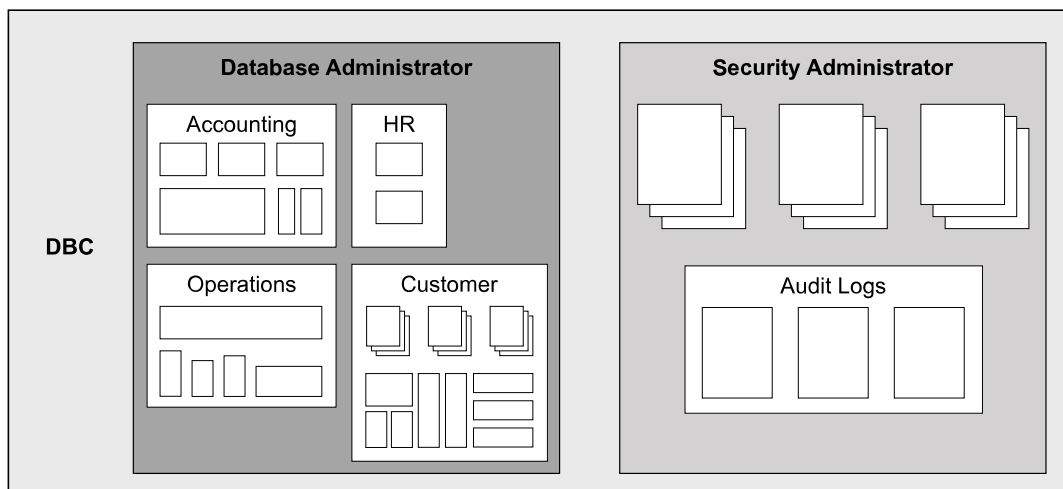 Database Administrator
Security Administrator
Accounting
HR
DBC
Operations
Customer
Audit Logs